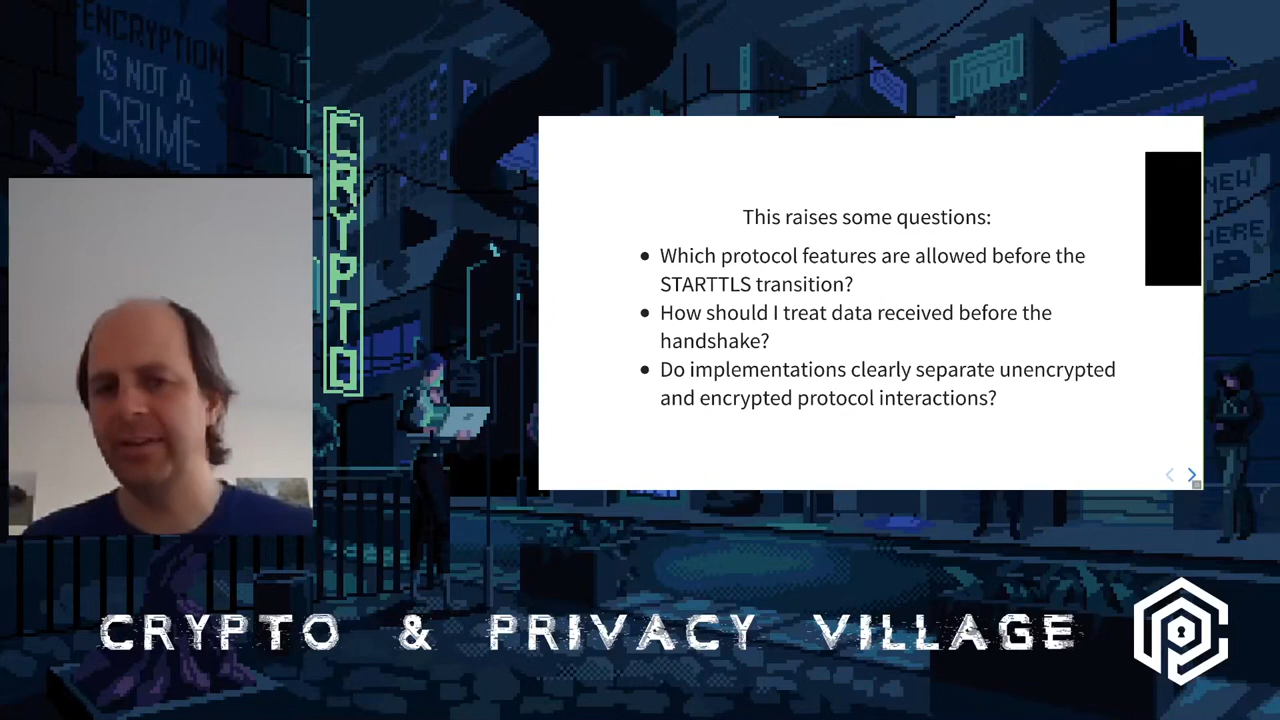 ENCRYPTION
IS NOT A
CRIME
CRYPTO
This raises some questions:
• Which protocol features are allowed before the
STARTTLS transition?
• How should I treat data received before the
handshake?
• Do implementations clearly separate unencrypted
and encrypted protocol interactions?
NEW?
TO
HERE
CRYPTO & PRIVACY VILLAGE